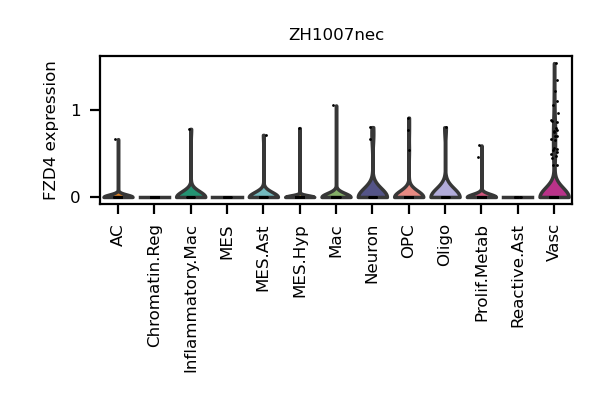 ZH1007nec
FZD4 expression
1
0
AC
Chromatin.Reg
Inflammatory.Mac
MES
MES.Ast
MES.Hyp
Mac
Neuron
OPC
Oligo
Prolif.Metab
Reactive.Ast
Vasc